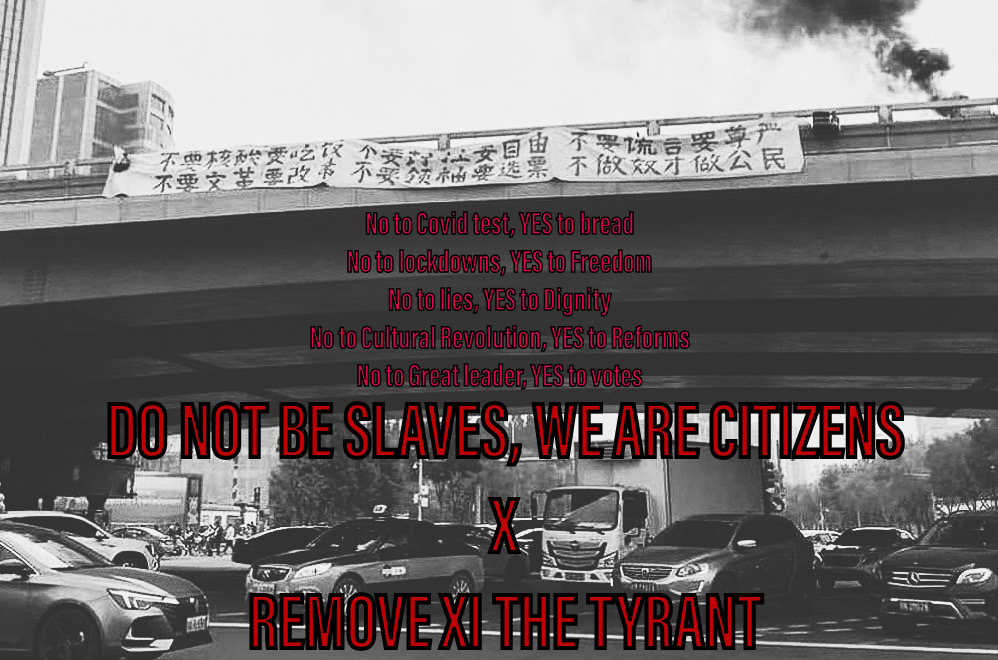 不要核酸要吃饭 不要封控要自由 不要谎言要尊严
不要文革要改革 不要领袖要选票 不做奴才做公民
No to Covid test, YES to bread
No to lockdowns, YES to Freedom
No to lies, YES to Dignity
No to Cultural Revolution, YES to Reforms
No to Great leader, YES to votes
DO NOT BE SLAVES, WE ARE CITIZENS
X
REMOVE XI THE TYRANT